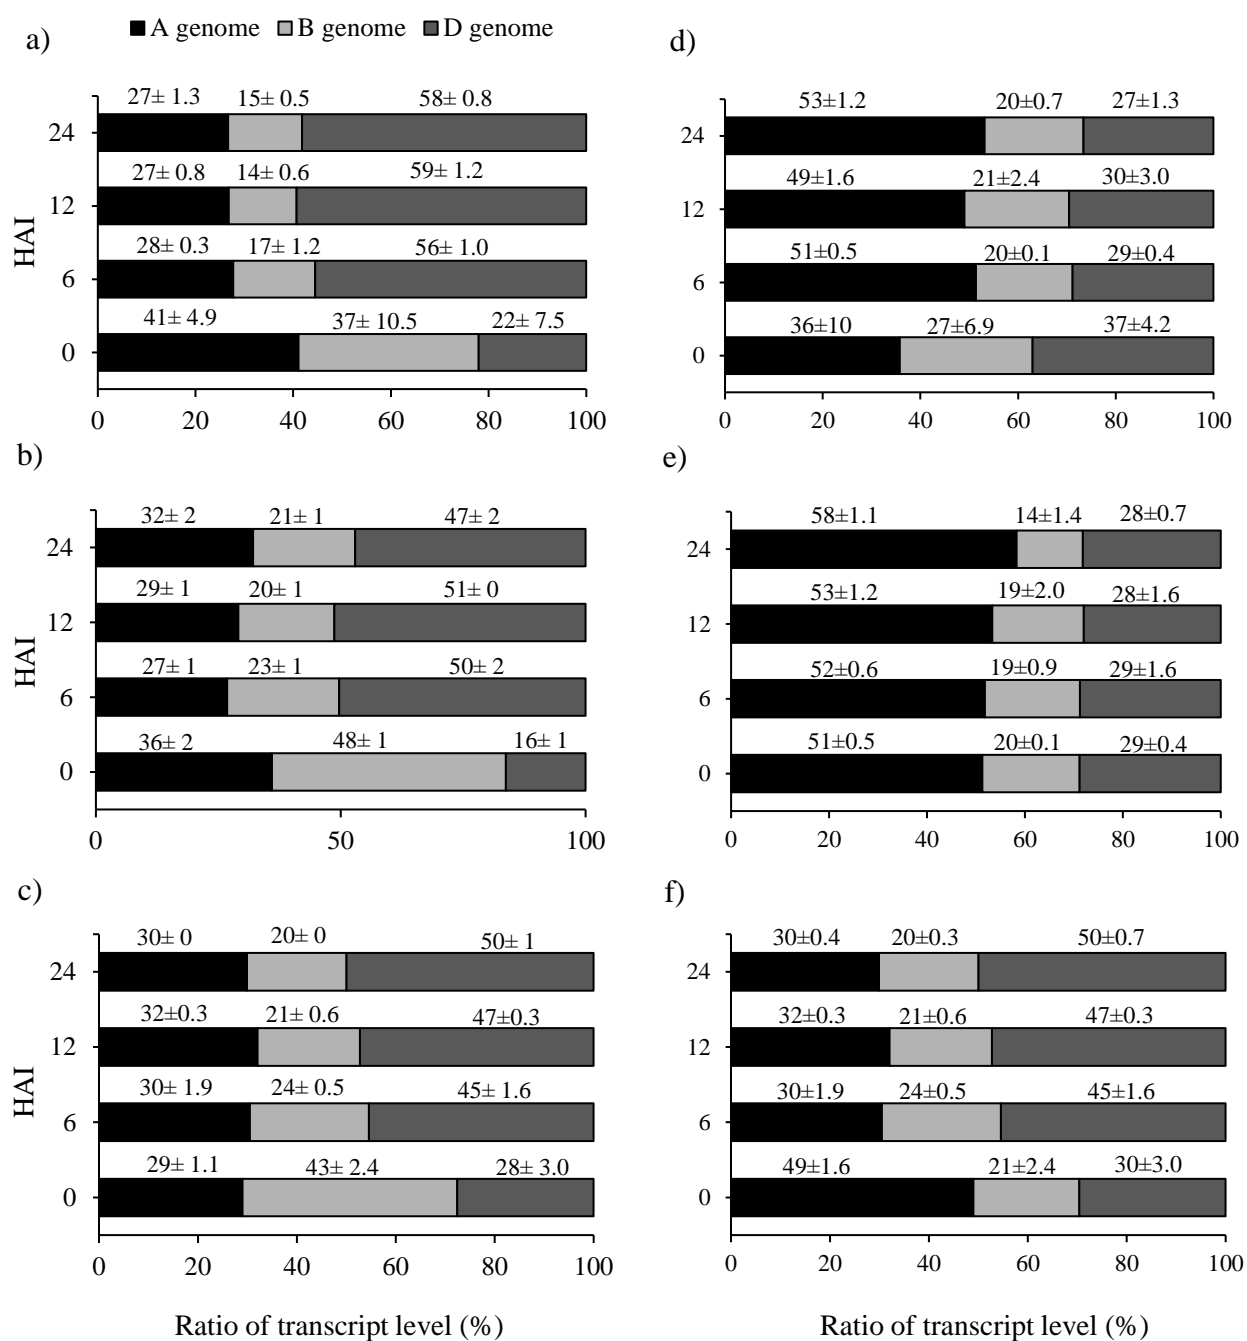 a)
A genome B genome D genome
27± 1.3 15± 0.5 58± 0.8
24
27± 0.8 14± 0.6 59± 1.2
12
28± 0.3 17± 1.2 56± 1.0
6
41± 4.9 37± 10.5 22± 7.5
0
HAI
0 20 40 60 80 100
d)
53±1.2 20±0.7 27±1.3
24
49±1.6 21±2.4 30±3.0
12
51±0.5 20±0.1 29±0.4
6
36±10 27±6.9 37±4.2
0
0 20 40 60 80 100
b)
32± 2 21± 1 47± 2
24
29± 1 20± 1 51± 0
12
27± 1 23± 1 50± 2
6
36± 2 48± 1 16± 1
0
HAI
0 50 100
e)
58±1.1 14±1.4 28±0.7
24
53±1.2 19±2.0 28±1.6
12
52±0.6 19±0.9 29±1.6
6
51±0.5 20±0.1 29±0.4
0
0 20 40 60 80 100
c)
30± 0 20± 0 50± 1
24
32±0.3 21± 0.6 47±0.3
12
30± 1.9 24± 0.5 45± 1.6
6
29± 1.1 43± 2.4 28± 3.0
0
HAI
0 20 40 60 80 100
Ratio of transcript level (%)
f)
30±0.4 20±0.3 50±0.7
24
32±0.3 21±0.6 47±0.3
12
30±1.9 24±0.5 45±1.6
6
49±1.6 21±2.4 30±3.0
0
0 20 40 60 80 100
Ratio of transcript level (%)